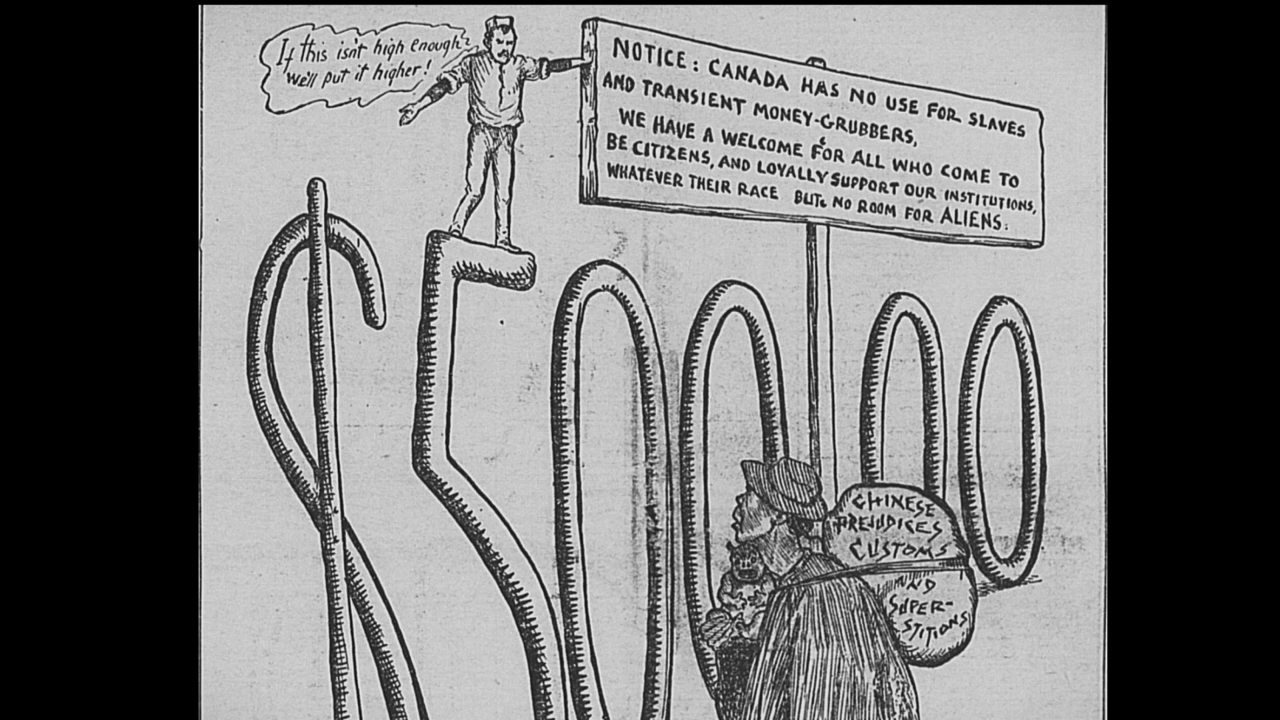 If this isn't high enough
we'll put it higher!
NOTICE: CANADA HAS NO USE FOR SLAVES
AND TRANSIENT MONEY-GRUBBERS,
WE HAVE A WELCOME FOR ALL WHO COME TO
BE CITIZENS, AND LOYALLY SUPPORT OUR INSTITUTIONS,
WHATEVER THEIR RACE BUT NO ROOM FOR ALIENS.
$500.00
CHINESE
PREJUDICES
CUSTOMS
AND
SUPER-
STITIONS